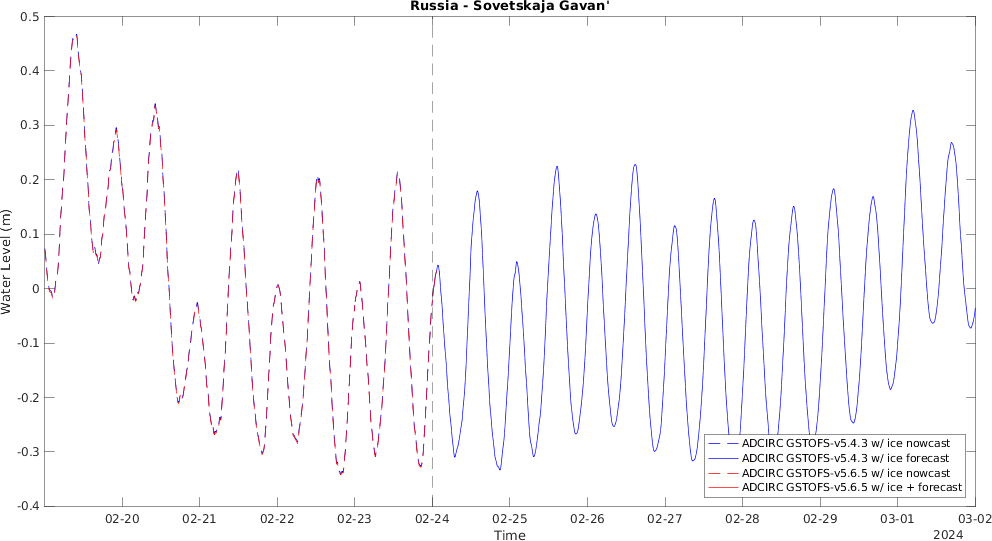 Russia - Sovetskaja Gavan'
0.5
0.4
0.3
0.2
0.1
0
-0.1
-0.2
-0.3
-0.4
Water Level (m)
ADCIRC GSTOFS-v5.4.3 w/ ice nowcast
ADCIRC GSTOFS-v5.4.3 w/ ice forecast
ADCIRC GSTOFS-v5.6.5 w/ ice nowcast
ADCIRC GSTOFS-v5.6.5 w/ ice + forecast
02-20 02-21 02-22 02-23 02-24 02-25 02-26 02-27 02-28 02-29 03-01 03-02
Time 2024